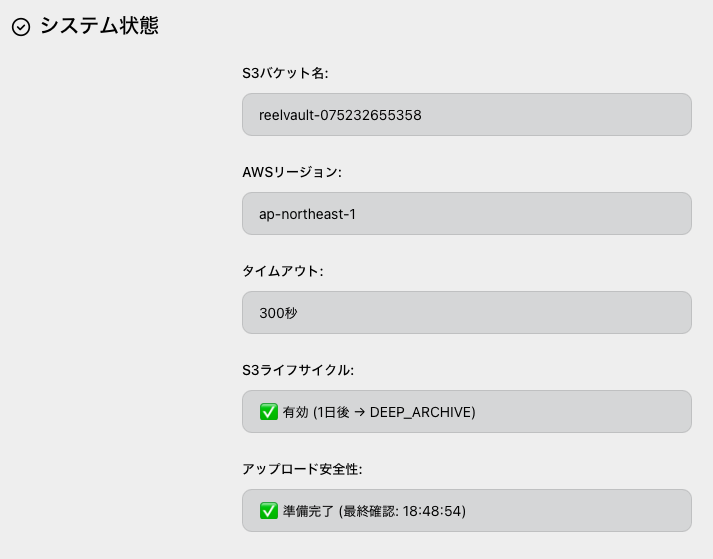 システム状態
S3バケット名:
reelvault-075232655358
AWSリージョン:
ap-northeast-1
タイムアウト:
300秒
S3ライフサイクル:
✅ 有効 (1日後 → DEEP_ARCHIVE)
アップロード安全性:
✅ 準備完了 (最終確認: 18:48:54)